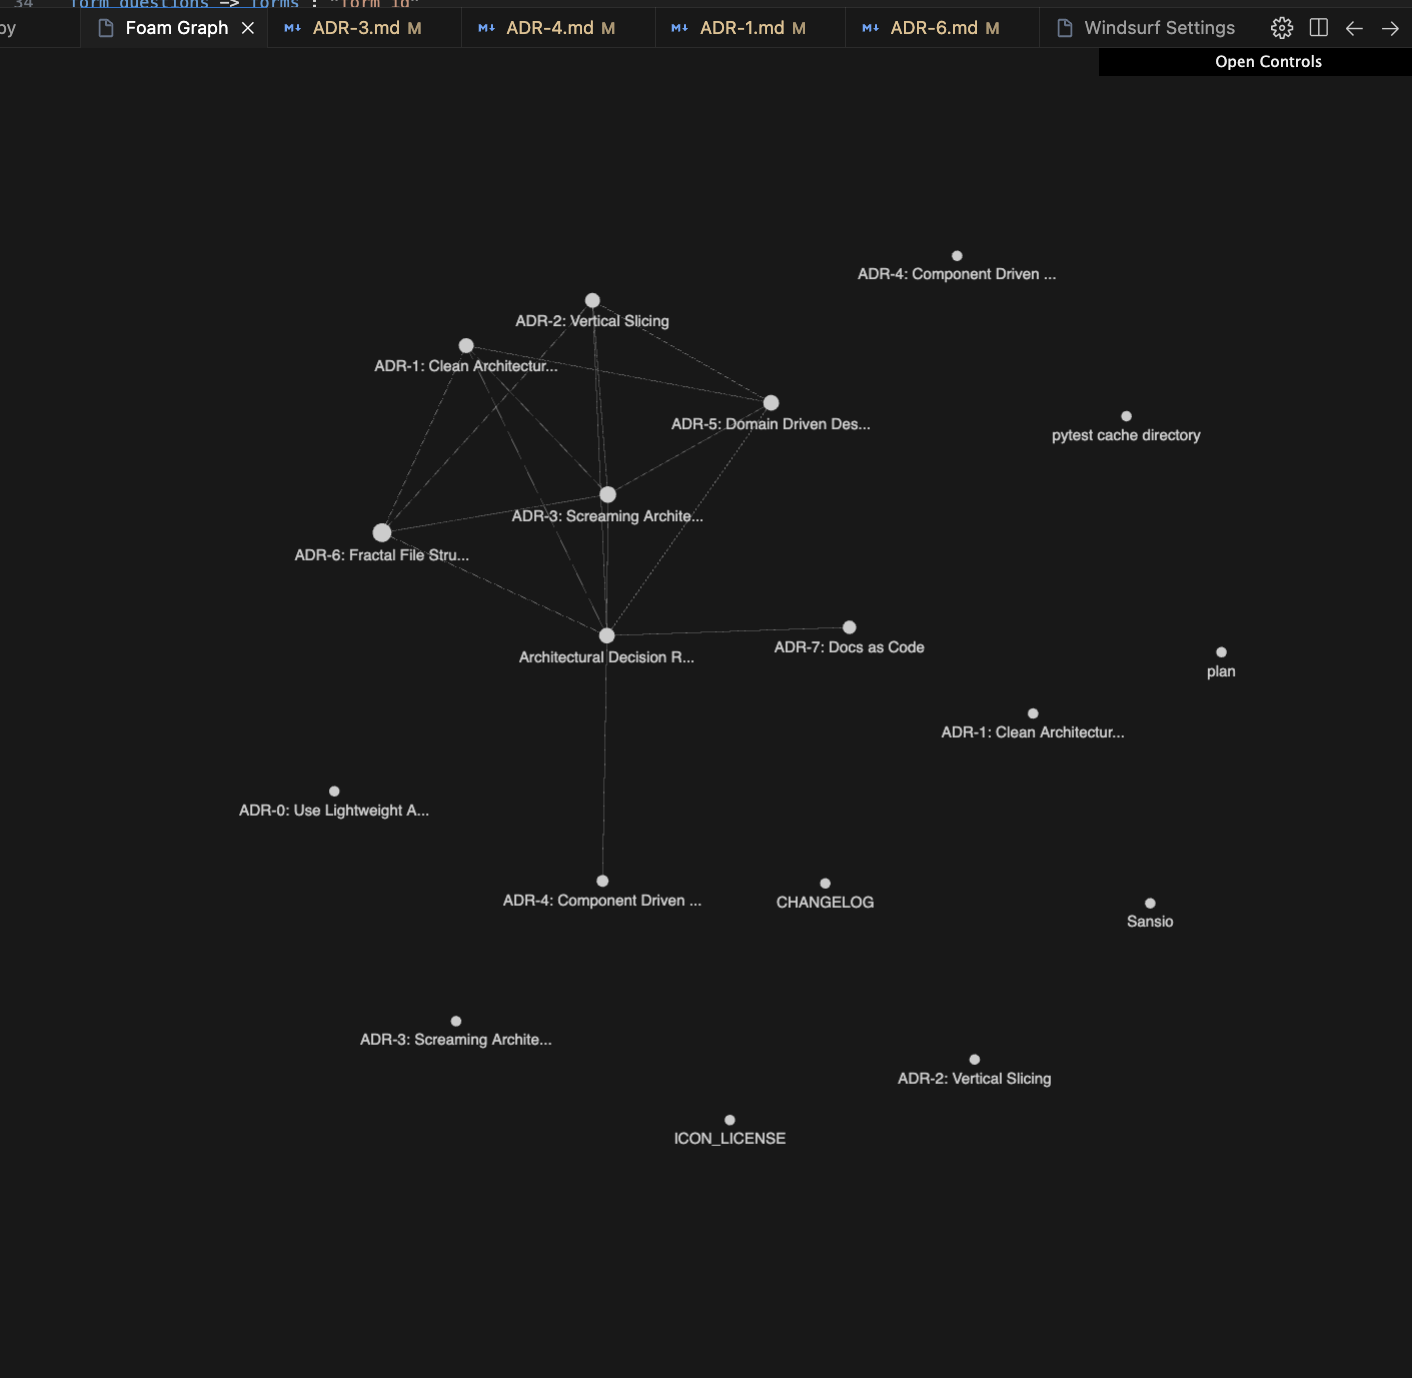 34 form_questions -> forms : "form_id"
py
Foam Graph
ADR-3.md M
ADR-4.md M
ADR-1.md M
ADR-6.md M
Windsurf Settings
Open Controls
ADR-4: Component Driven ...
ADR-2: Vertical Slicing
ADR-1: Clean Architectur...
ADR-5: Domain Driven Des...
pytest cache directory
ADR-3: Screaming Archite...
ADR-6: Fractal File Stru...
Architectural Decision R...
ADR-7: Docs as Code
plan
ADR-1: Clean Architectur...
ADR-0: Use Lightweight A...
ADR-4: Component Driven ...
CHANGELOG
Sansio
ADR-3: Screaming Archite...
ADR-2: Vertical Slicing
ICON_LICENSE